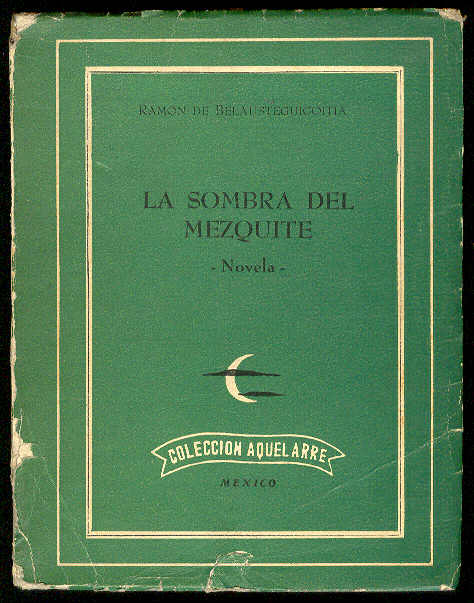 RAMON DE BELAUSTEGUIGOITIA
LA SOMBRA DEL
MEZQUITE
- Novela -
COLECCION AQUELARRE
MEXICO